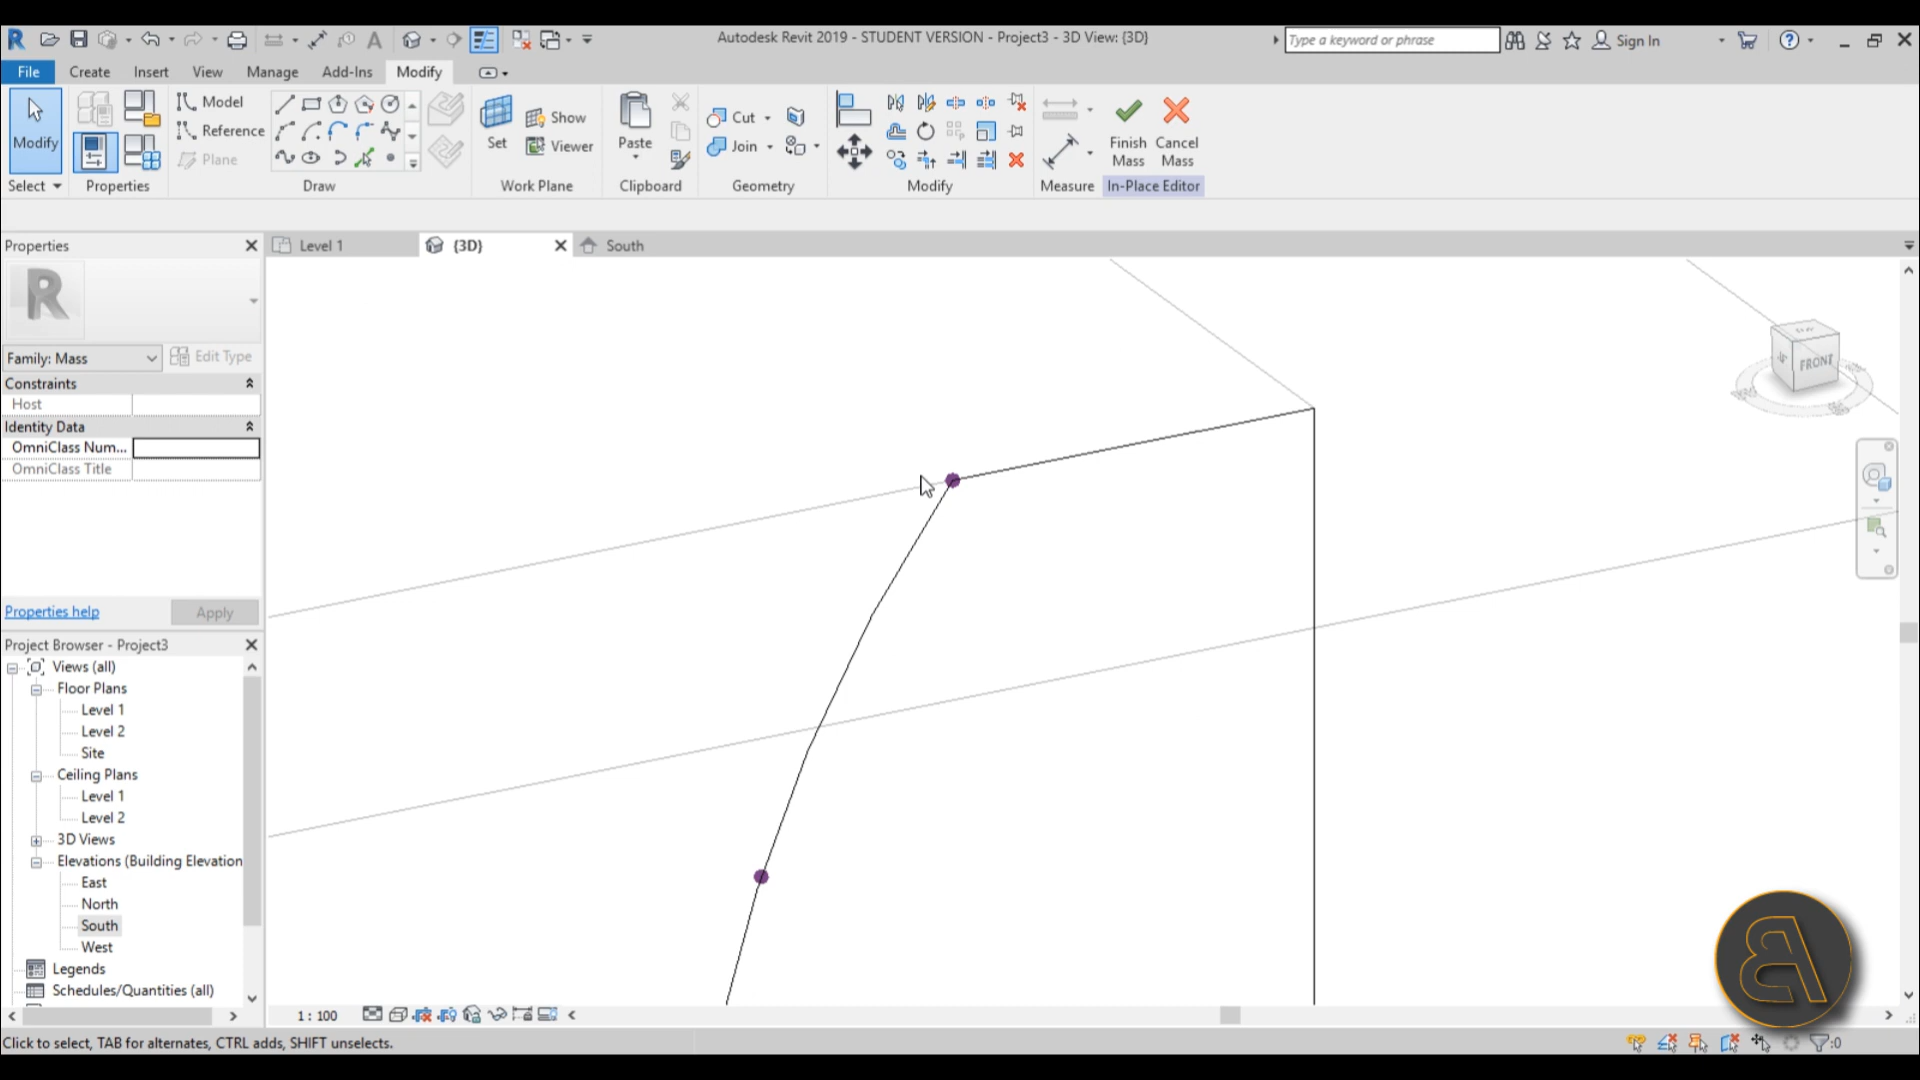 Autodesk Revit 2019 - STUDENT VERSION - Project3 - 3D View: {3D}
Type a keyword or phrase
Sign In
File Create Insert View Manage Add-Ins Modify
Modify
Select
Properties
Model
Reference
Plane
Draw
Set
Show
Viewer
Work Plane
Paste
Clipboard
Cut
Join
Geometry
Modify
Measure
Finish Mass
Cancel Mass
In-Place Editor
Properties
Level 1
{3D}
South
R
Family: Mass
Edit Type
Constraints
Host
Identity Data
OmniClass Num...
OmniClass Title
Properties help
Apply
FRONT
Project Browser - Project3
Views (all)
Floor Plans
Level 1
Level 2
Site
Ceiling Plans
Level 1
Level 2
3D Views
Elevations (Building Elevation
East
North
South
West
Legends
Schedules/Quantities (all)
1 : 100
Click to select, TAB for alternates, CTRL adds, SHIFT unselects.
:0